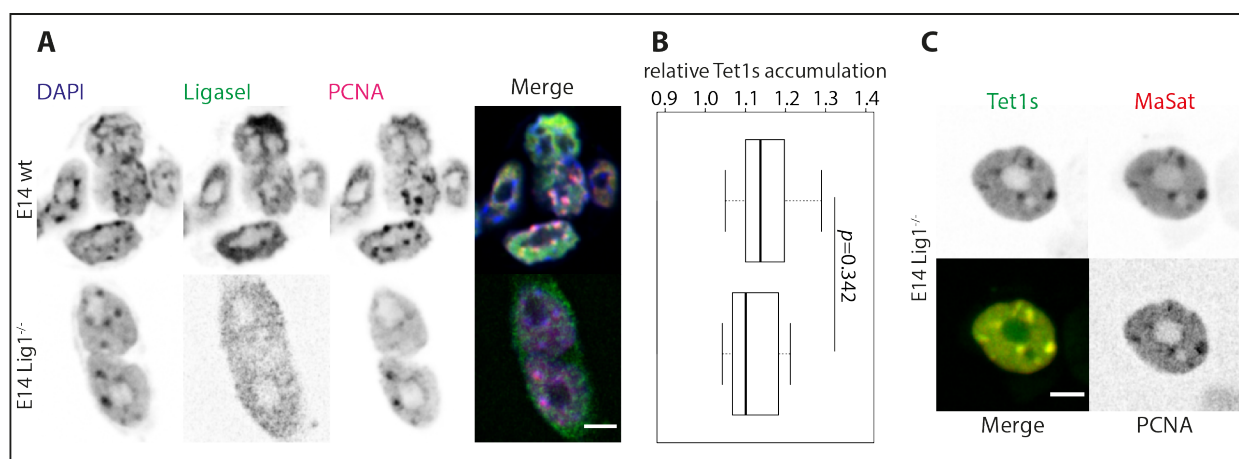 A
DAPI
LigaseI
PCNA
Merge
E14 wt
E14 Lig1-/-
B
relative Tet1s accumulation
0.9 1.0 1.1 1.2 1.3 1.4
p=0.342
C
Tet1s
MaSat
E14 Lig1-/-
Merge
PCNA